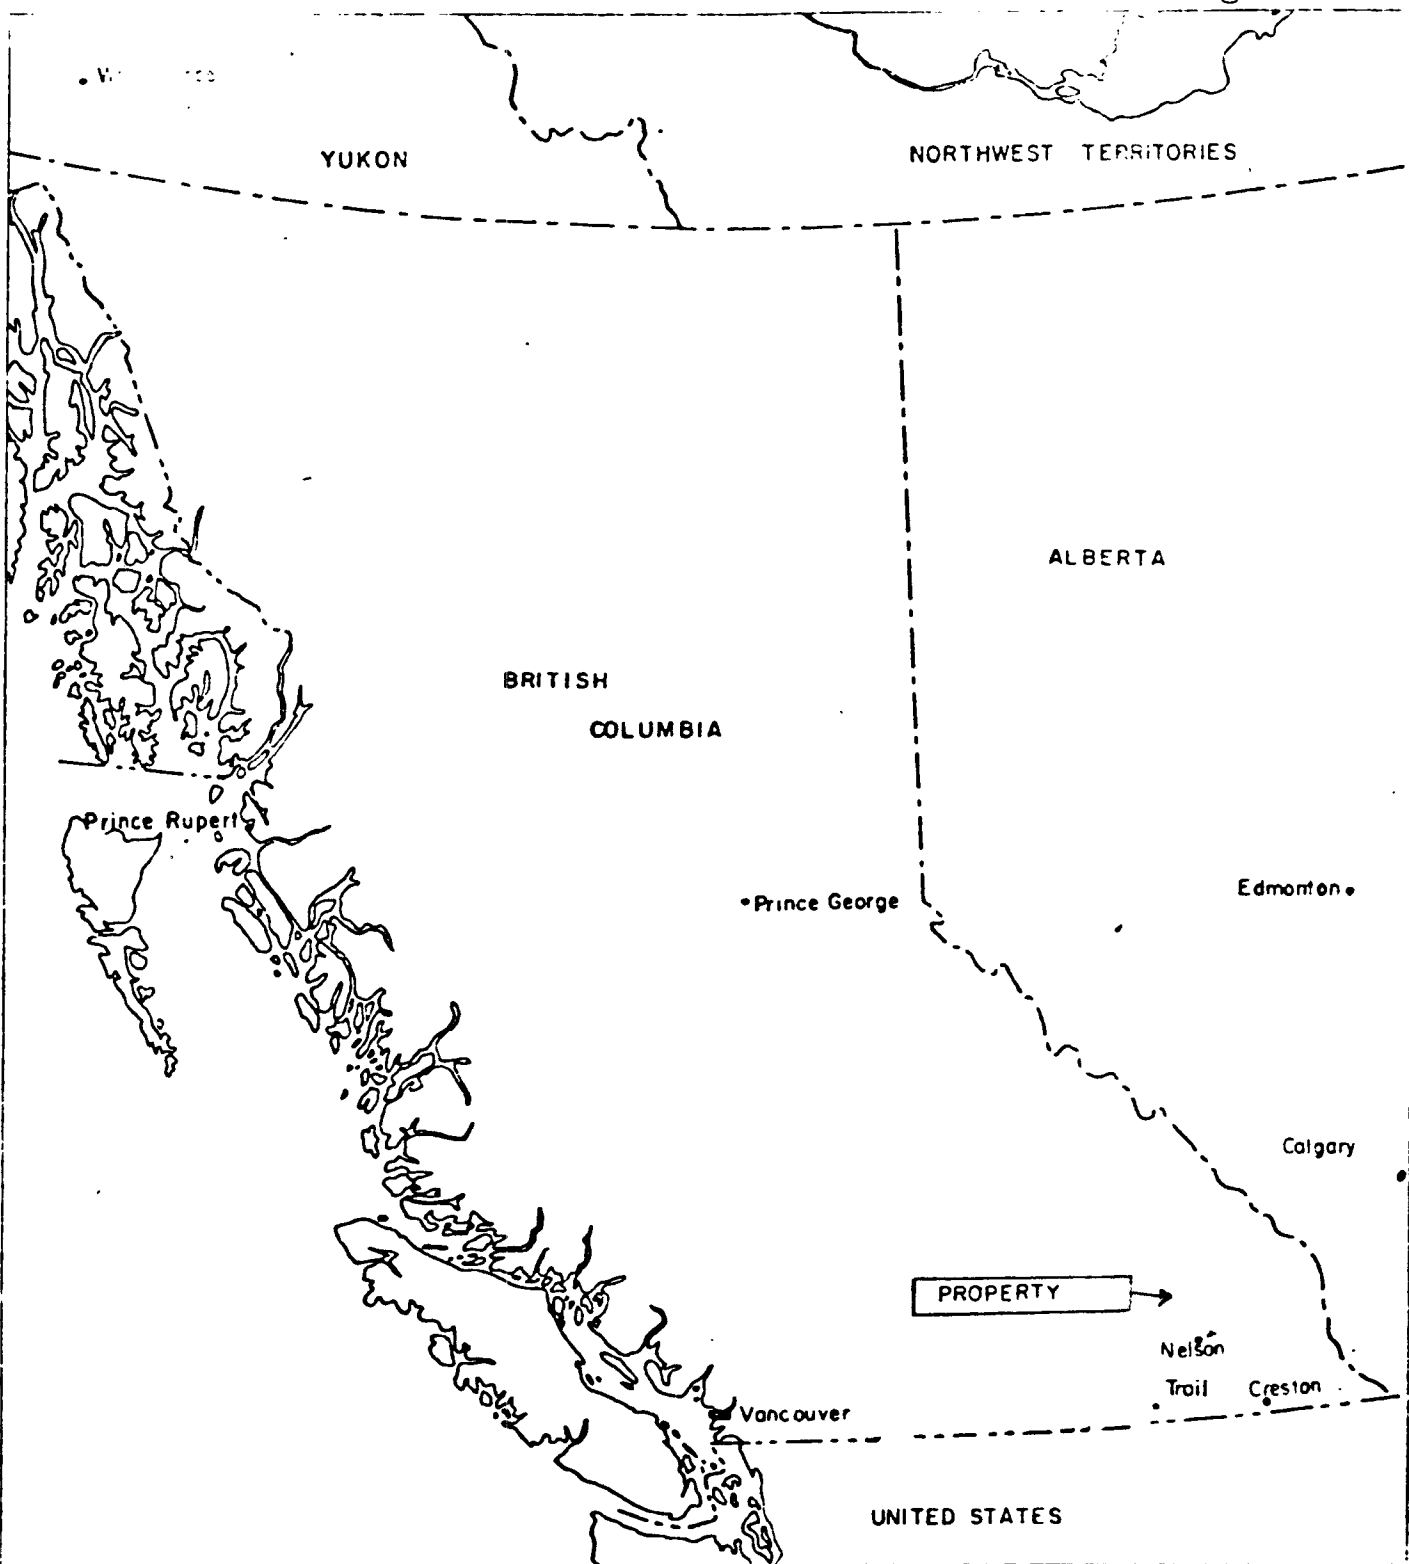 YUKON
NORTHWEST TERRITORIES
ALBERTA
BRITISH
COLUMBIA
Prince Rupert
Prince George
Edmonton
Calgary
PROPERTY
Nelson
Trail Creston
Vancouver
UNITED STATES